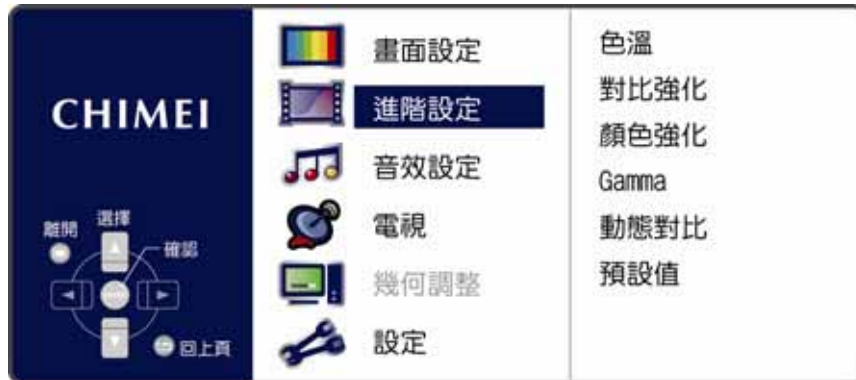 CHIMEI
離開
選擇
確認
回上頁
畫面設定
進階設定
音效設定
電視
幾何調整
設定
色溫
對比強化
顏色強化
Gamma
動態對比
預設值